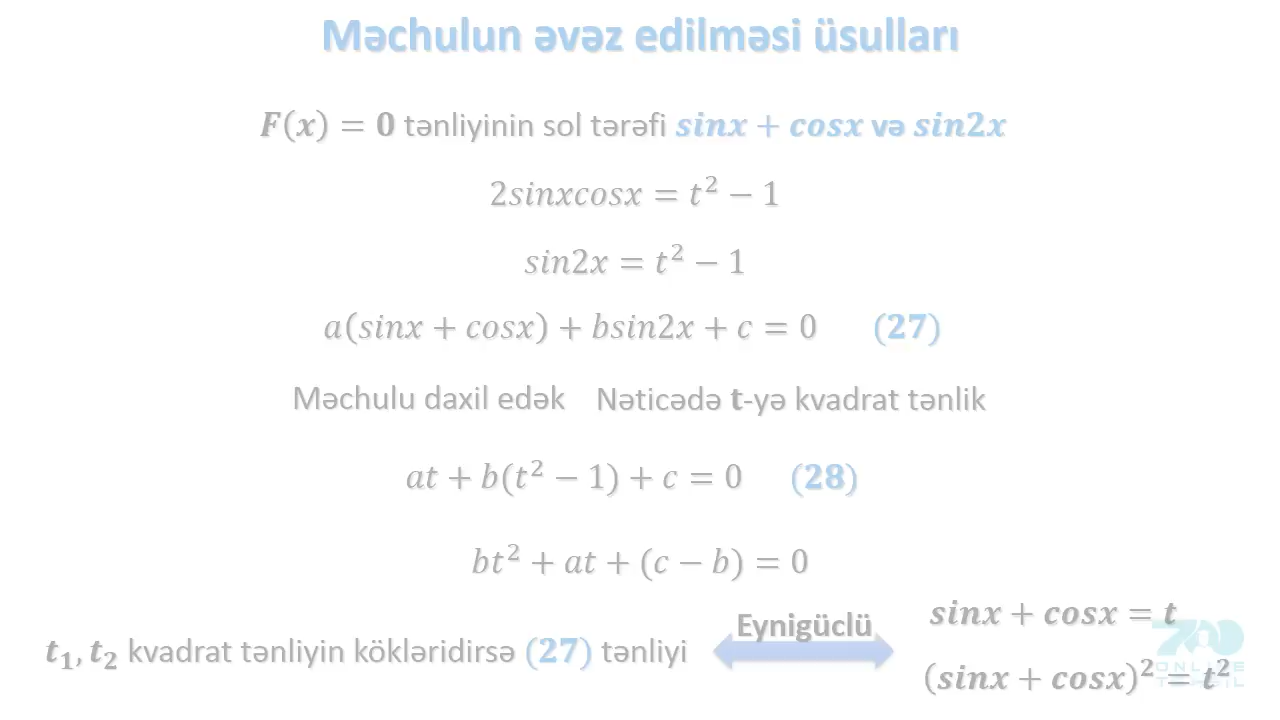 Məchulun əvəz edilməsi üsulları
F(x) = 0 tənliyinin sol tərəfi sinx + cosx və sin2x
2sinxcosx = t² − 1
sin2x = t² − 1
a(sinx + cosx) + bsin2x + c = 0 (27)
Məchulu daxil edək Nəticədə t-yə kvadrat tənlik
at + b(t² − 1) + c = 0 (28)
bt² + at + (c − b) = 0
t₁, t₂ kvadrat tənliyin kökləridirsə (27) tənliyi
Eynigüclü
sinx + cosx = t
(sinx + cosx)² = t²
ONLINE
TƏHSİL